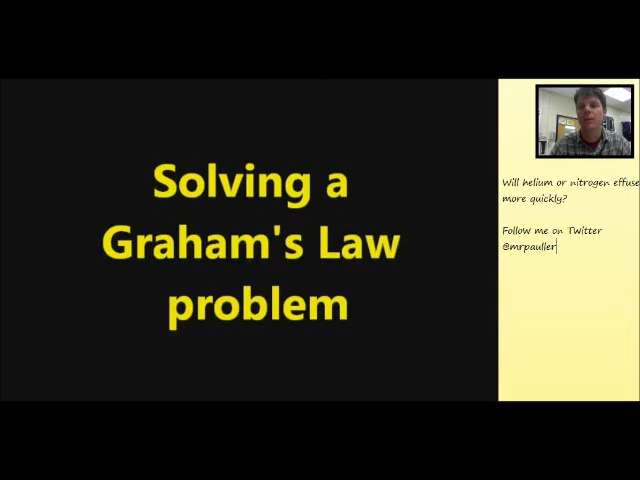 Solving a
Graham's Law
problem
Will helium or nitrogen effuse
more quickly?
Follow me on Twitter
@mrpauller